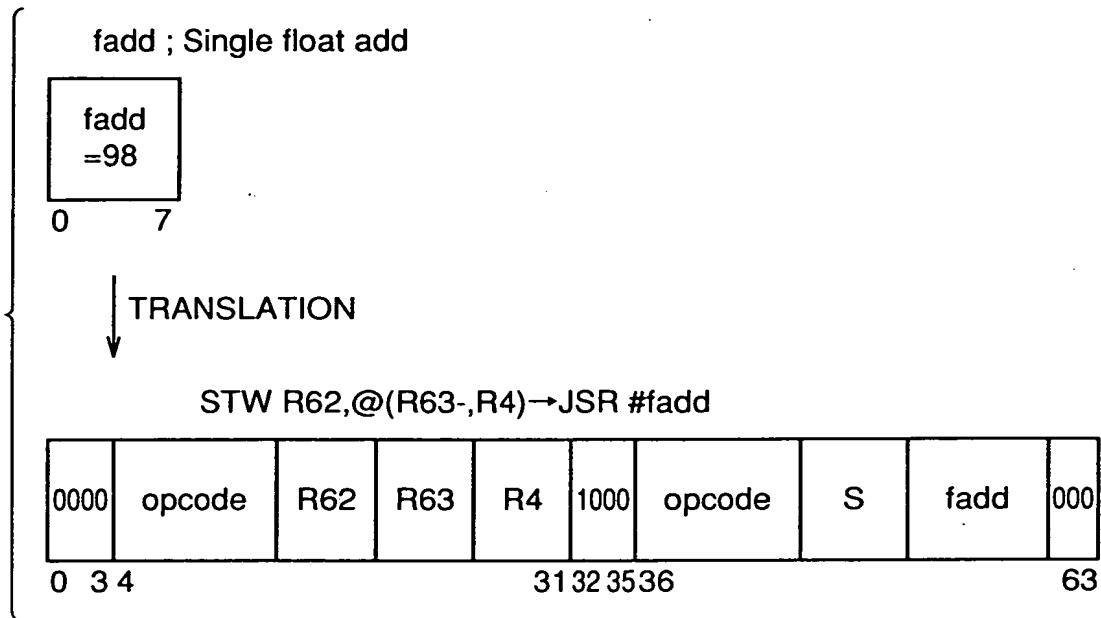 fadd ; Single float add
fadd
=98
0 7
TRANSLATION
STW R62,@(R63-,R4)→JSR #fadd
0000 opcode R62 R63 R4 1000 opcode S fadd 000
0 3 4 31 32 35 36 63